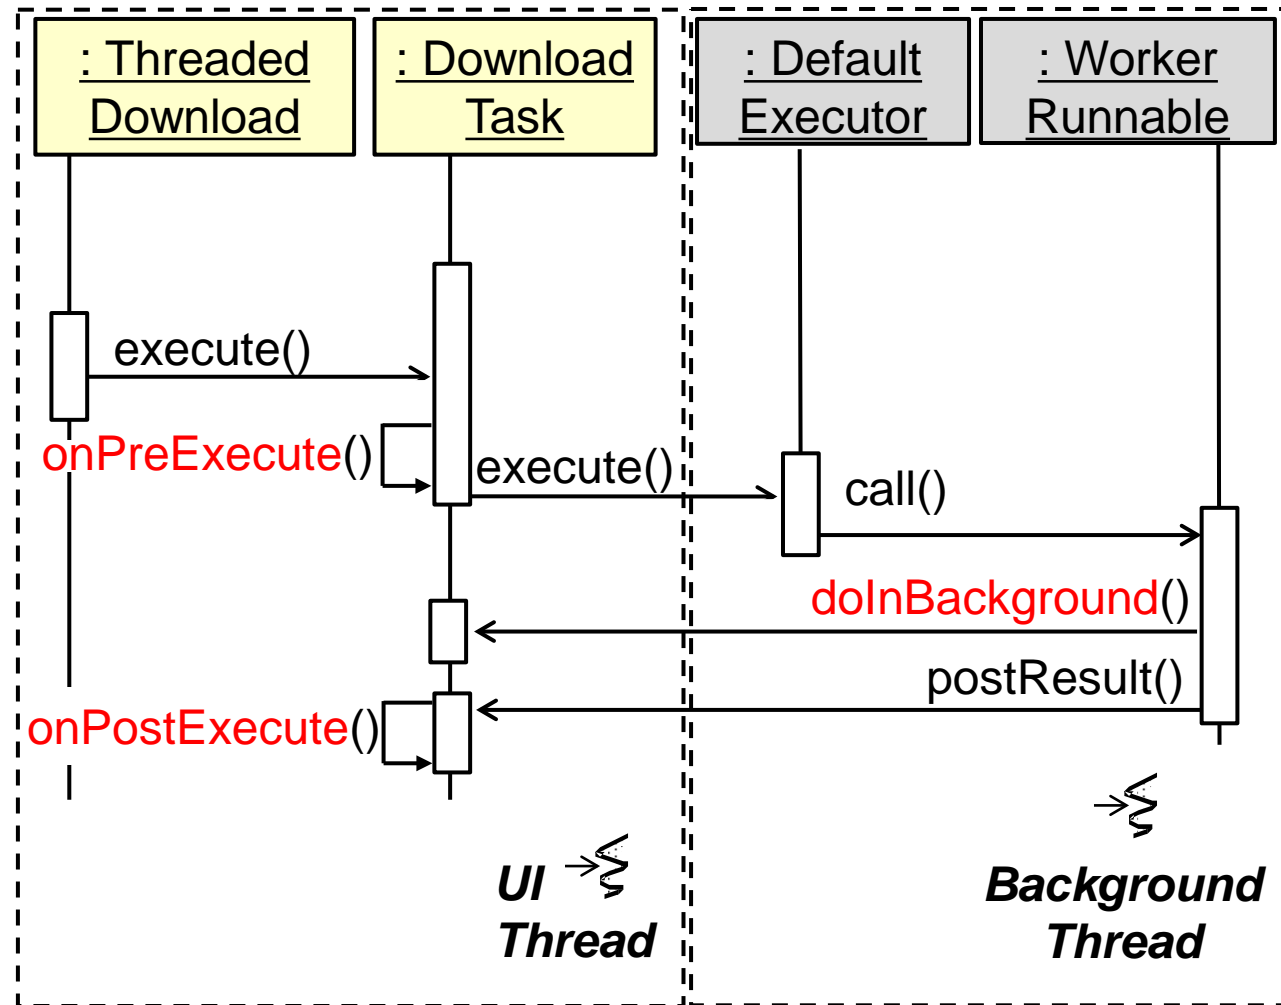 : Threaded
Download
: Download
Task
: Default
Executor
: Worker
Runnable
execute()
onPreExecute()
execute()
call()
doInBackground()
postResult()
onPostExecute()
UI
Thread
Background
Thread